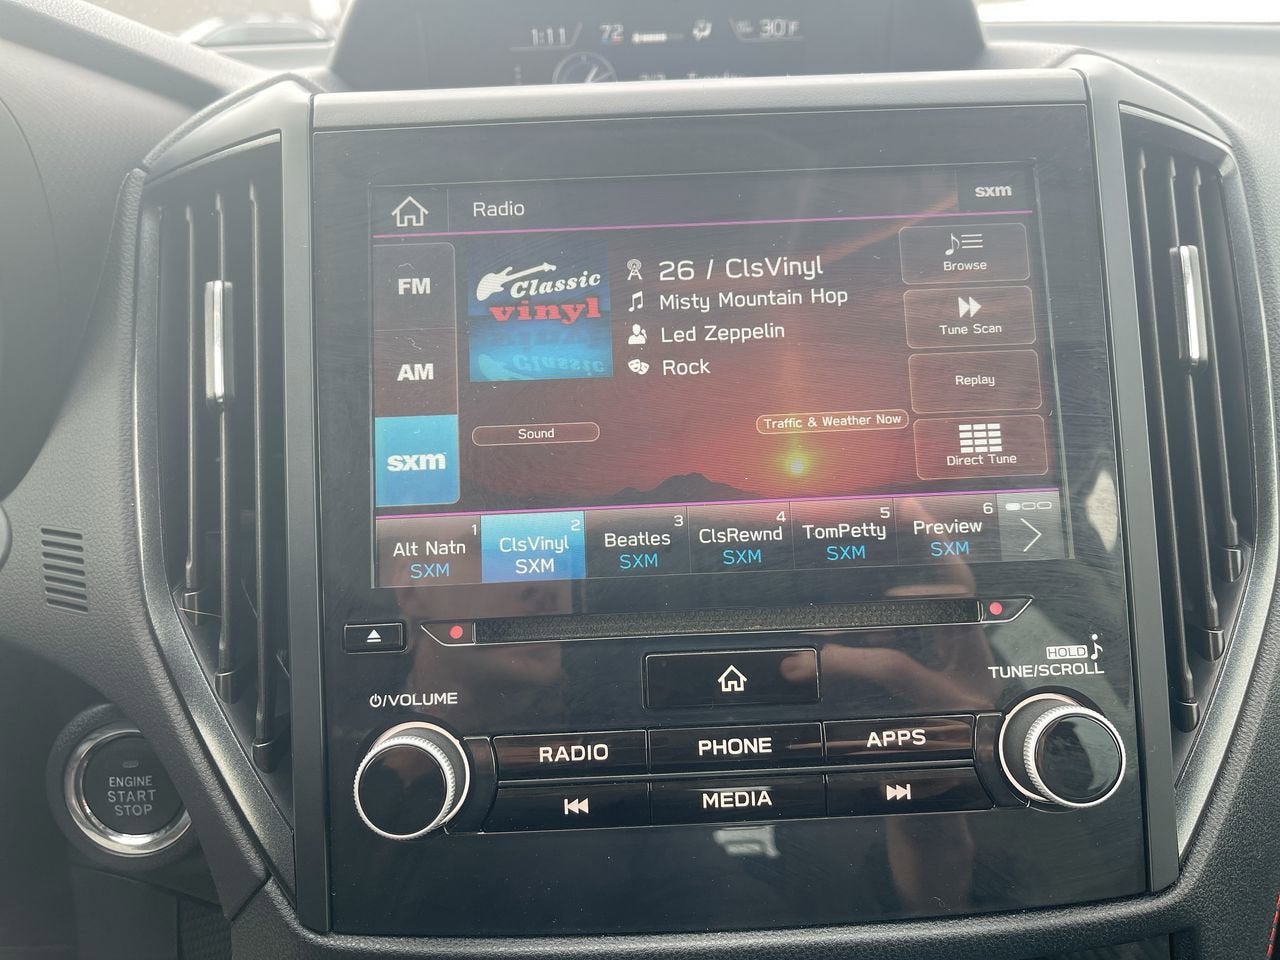 1:11 72 30°F
Radio
sxm
FM
AM
sxm
Classic
vinyl
26 / ClsVinyl
Misty Mountain Hop
Led Zeppelin
Rock
Sound
Traffic & Weather Now
Browse
Tune Scan
Replay
Direct Tune
1 Alt Natn
SXM
2 ClsVinyl
SXM
3 Beatles
SXM
4 ClsRewnd
SXM
5 TomPetty
SXM
6 Preview
SXM
HOLD
TUNE/SCROLL
/VOLUME
RADIO
PHONE
APPS
MEDIA
ENGINE
START
STOP